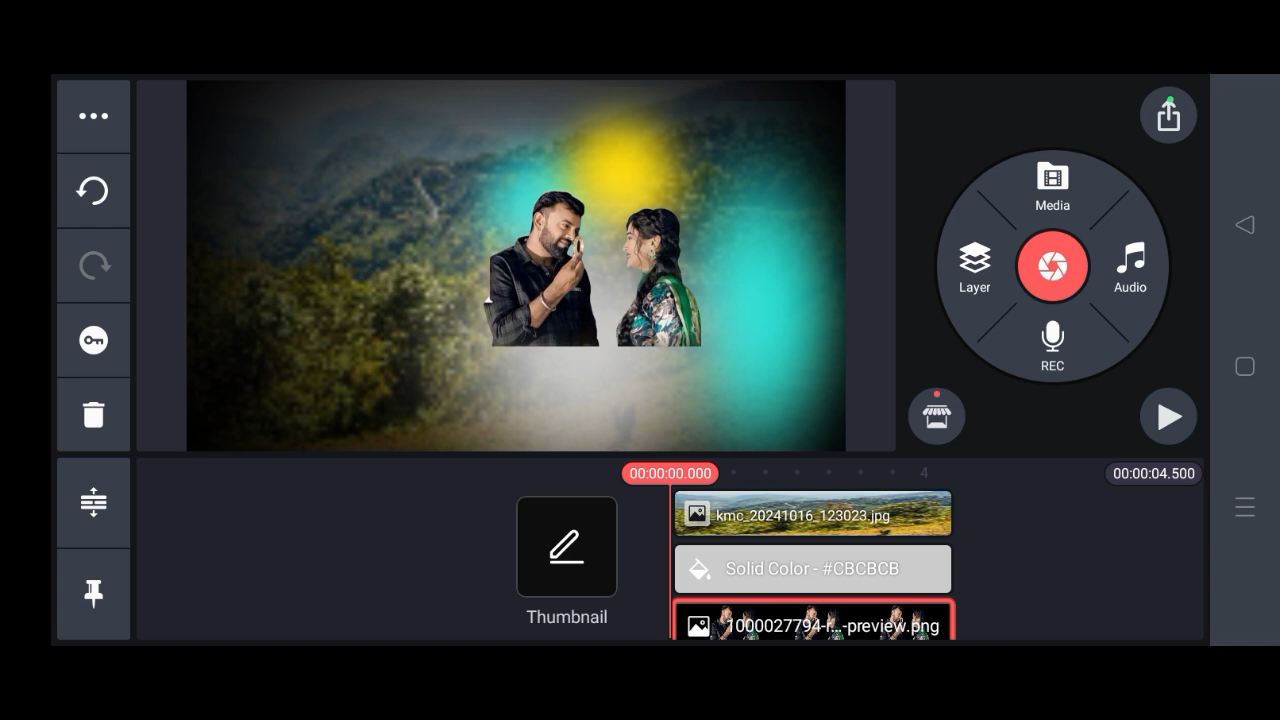 Media
Layer
Audio
REC
00:00:00.000
4
00:00:04.500
kmc_20241016_123023.jpg
Solid Color - #CBCBCB
Thumbnail
1000027794-r...-preview.png